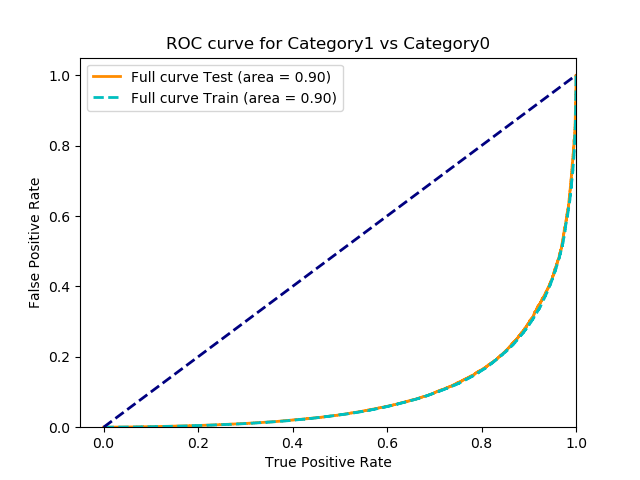 ROC curve for Category1 vs Category0
Full curve Test (area = 0.90)
Full curve Train (area = 0.90)
False Positive Rate
1.0
0.8
0.6
0.4
0.2
0.0
0.0 0.2 0.4 0.6 0.8 1.0
True Positive Rate